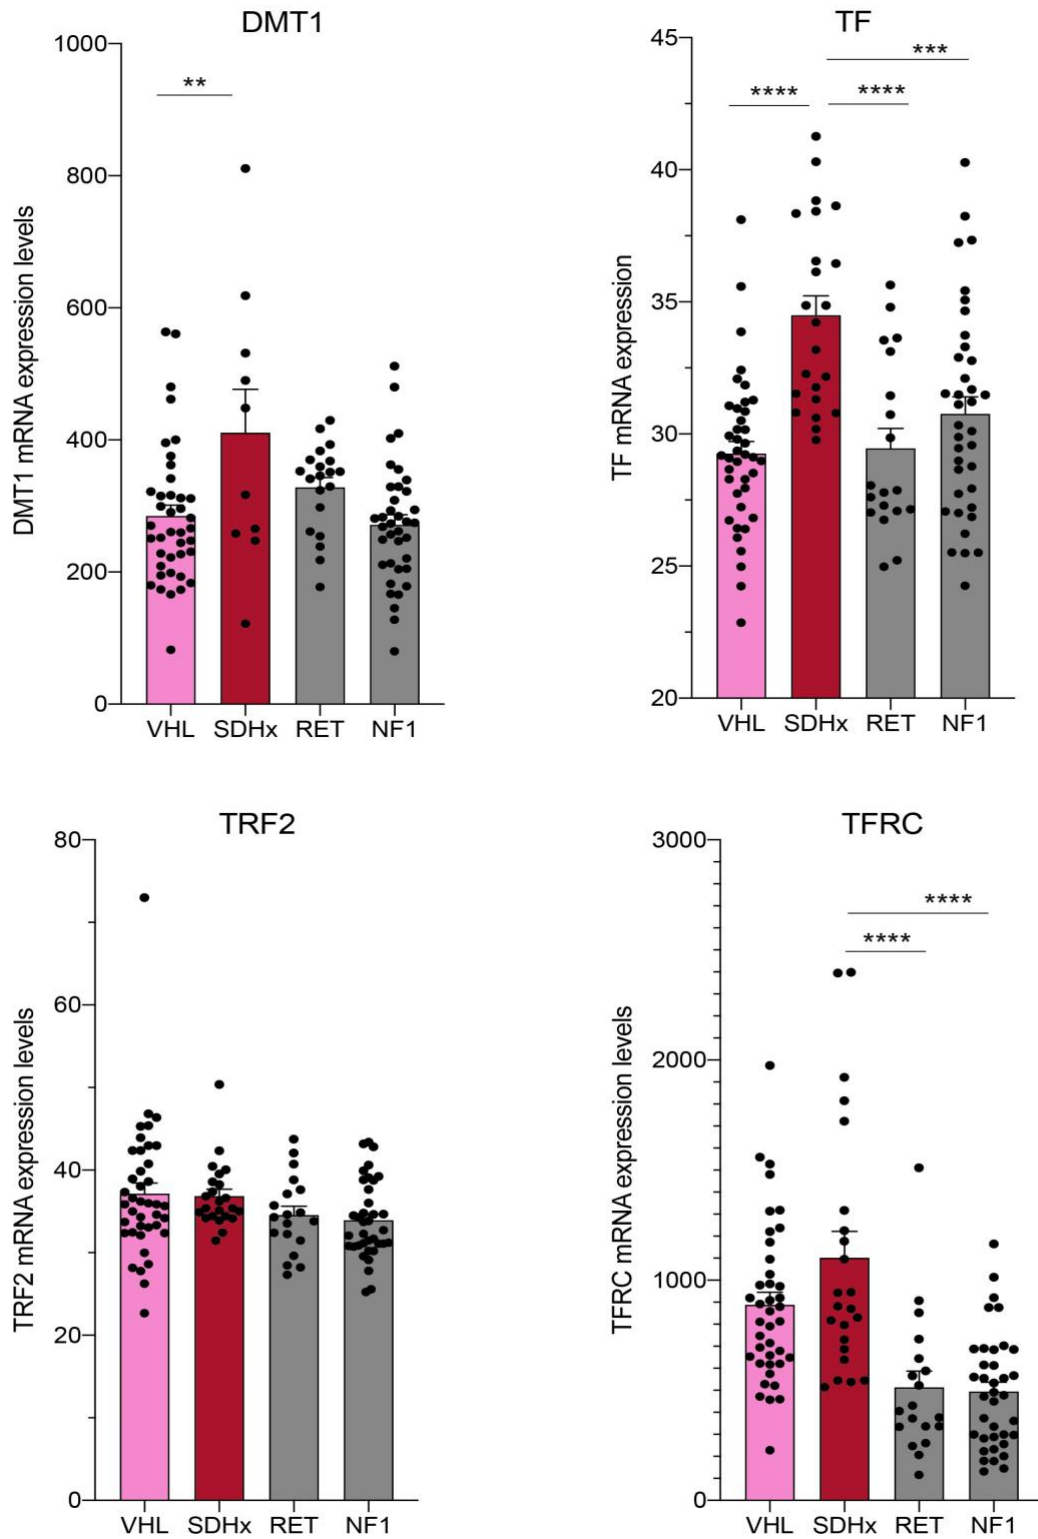 DMT1
DMT1 mRNA expression levels
1000
800
600
400
200
0
**
VHL SDHx RET NF1
TF
TF mRNA expression
45
40
35
30
25
20
***
**** ****
VHL SDHx RET NF1
TRF2
TRF2 mRNA expression levels
80
60
40
20
0
VHL SDHx RET NF1
TFRC
TFRC mRNA expression levels
3000
2000
1000
0
****
****
VHL SDHx RET NF1